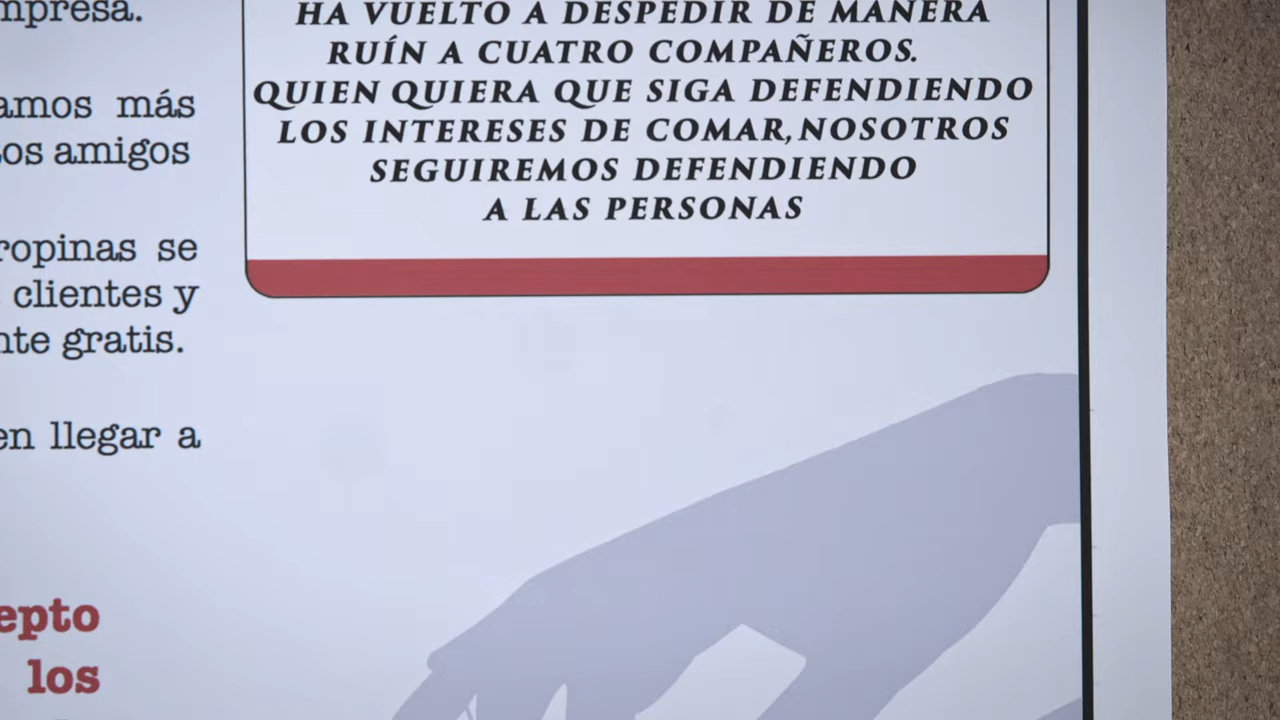 mpresa.
amos más
os amigos
ropinas se
clientes y
nte gratis.
en llegar a
epto
los
HA VUELTO A DESPEDIR DE MANERA
RUÍN A CUATRO COMPAÑEROS.
QUIEN QUIERA QUE SIGA DEFENDIENDO
LOS INTERESES DE COMAR, NOSOTROS
SEGUIREMOS DEFENDIENDO
A LAS PERSONAS